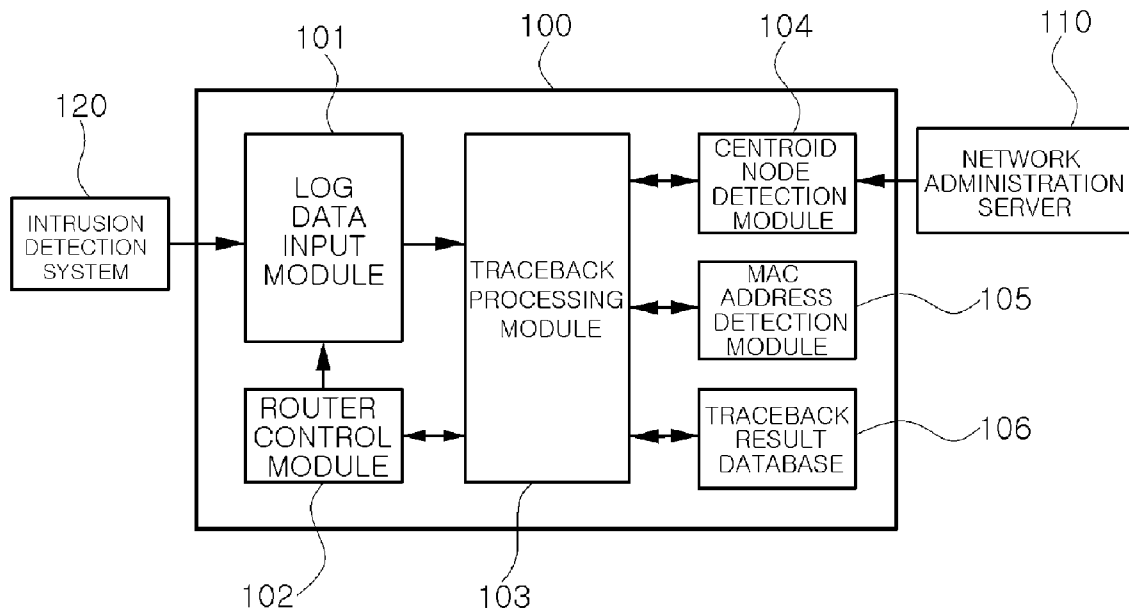 101
100
104
110
120
INTRUSION
DETECTION
SYSTEM
LOG
DATA
INPUT
MODULE
ROUTER
CONTROL
MODULE
TRACEBACK
PROCESSING
MODULE
CENTROID
NODE
DETECTION
MODULE
NETWORK
ADMINISTRATION
SERVER
MAC
ADDRESS
DETECTION
MODULE
105
TRACEBACK
RESULT
DATABASE
106
102
103